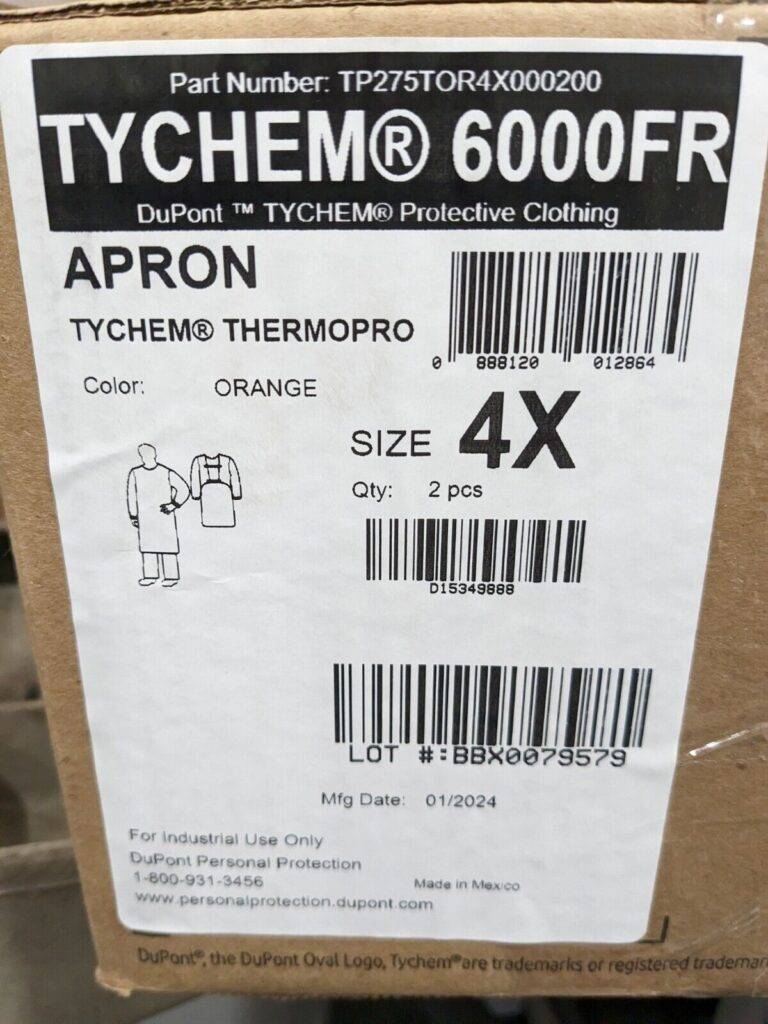 Part Number: TP275TOR4X000200
TYCHEM® 6000FR
DuPont ™ TYCHEM® Protective Clothing
APRON
TYCHEM® THERMOPRO
0 888120 012864
Color: ORANGE
SIZE 4X
Qty: 2 pcs
D15349888
LOT #:BBX0079579
Mfg Date: 01/2024
For Industrial Use Only
DuPont Personal Protection
1-800-931-3456
Made in Mexico
www.personalprotection.dupont.com
DuPont®, the DuPont Oval Logo, Tychem® are trademarks or registered